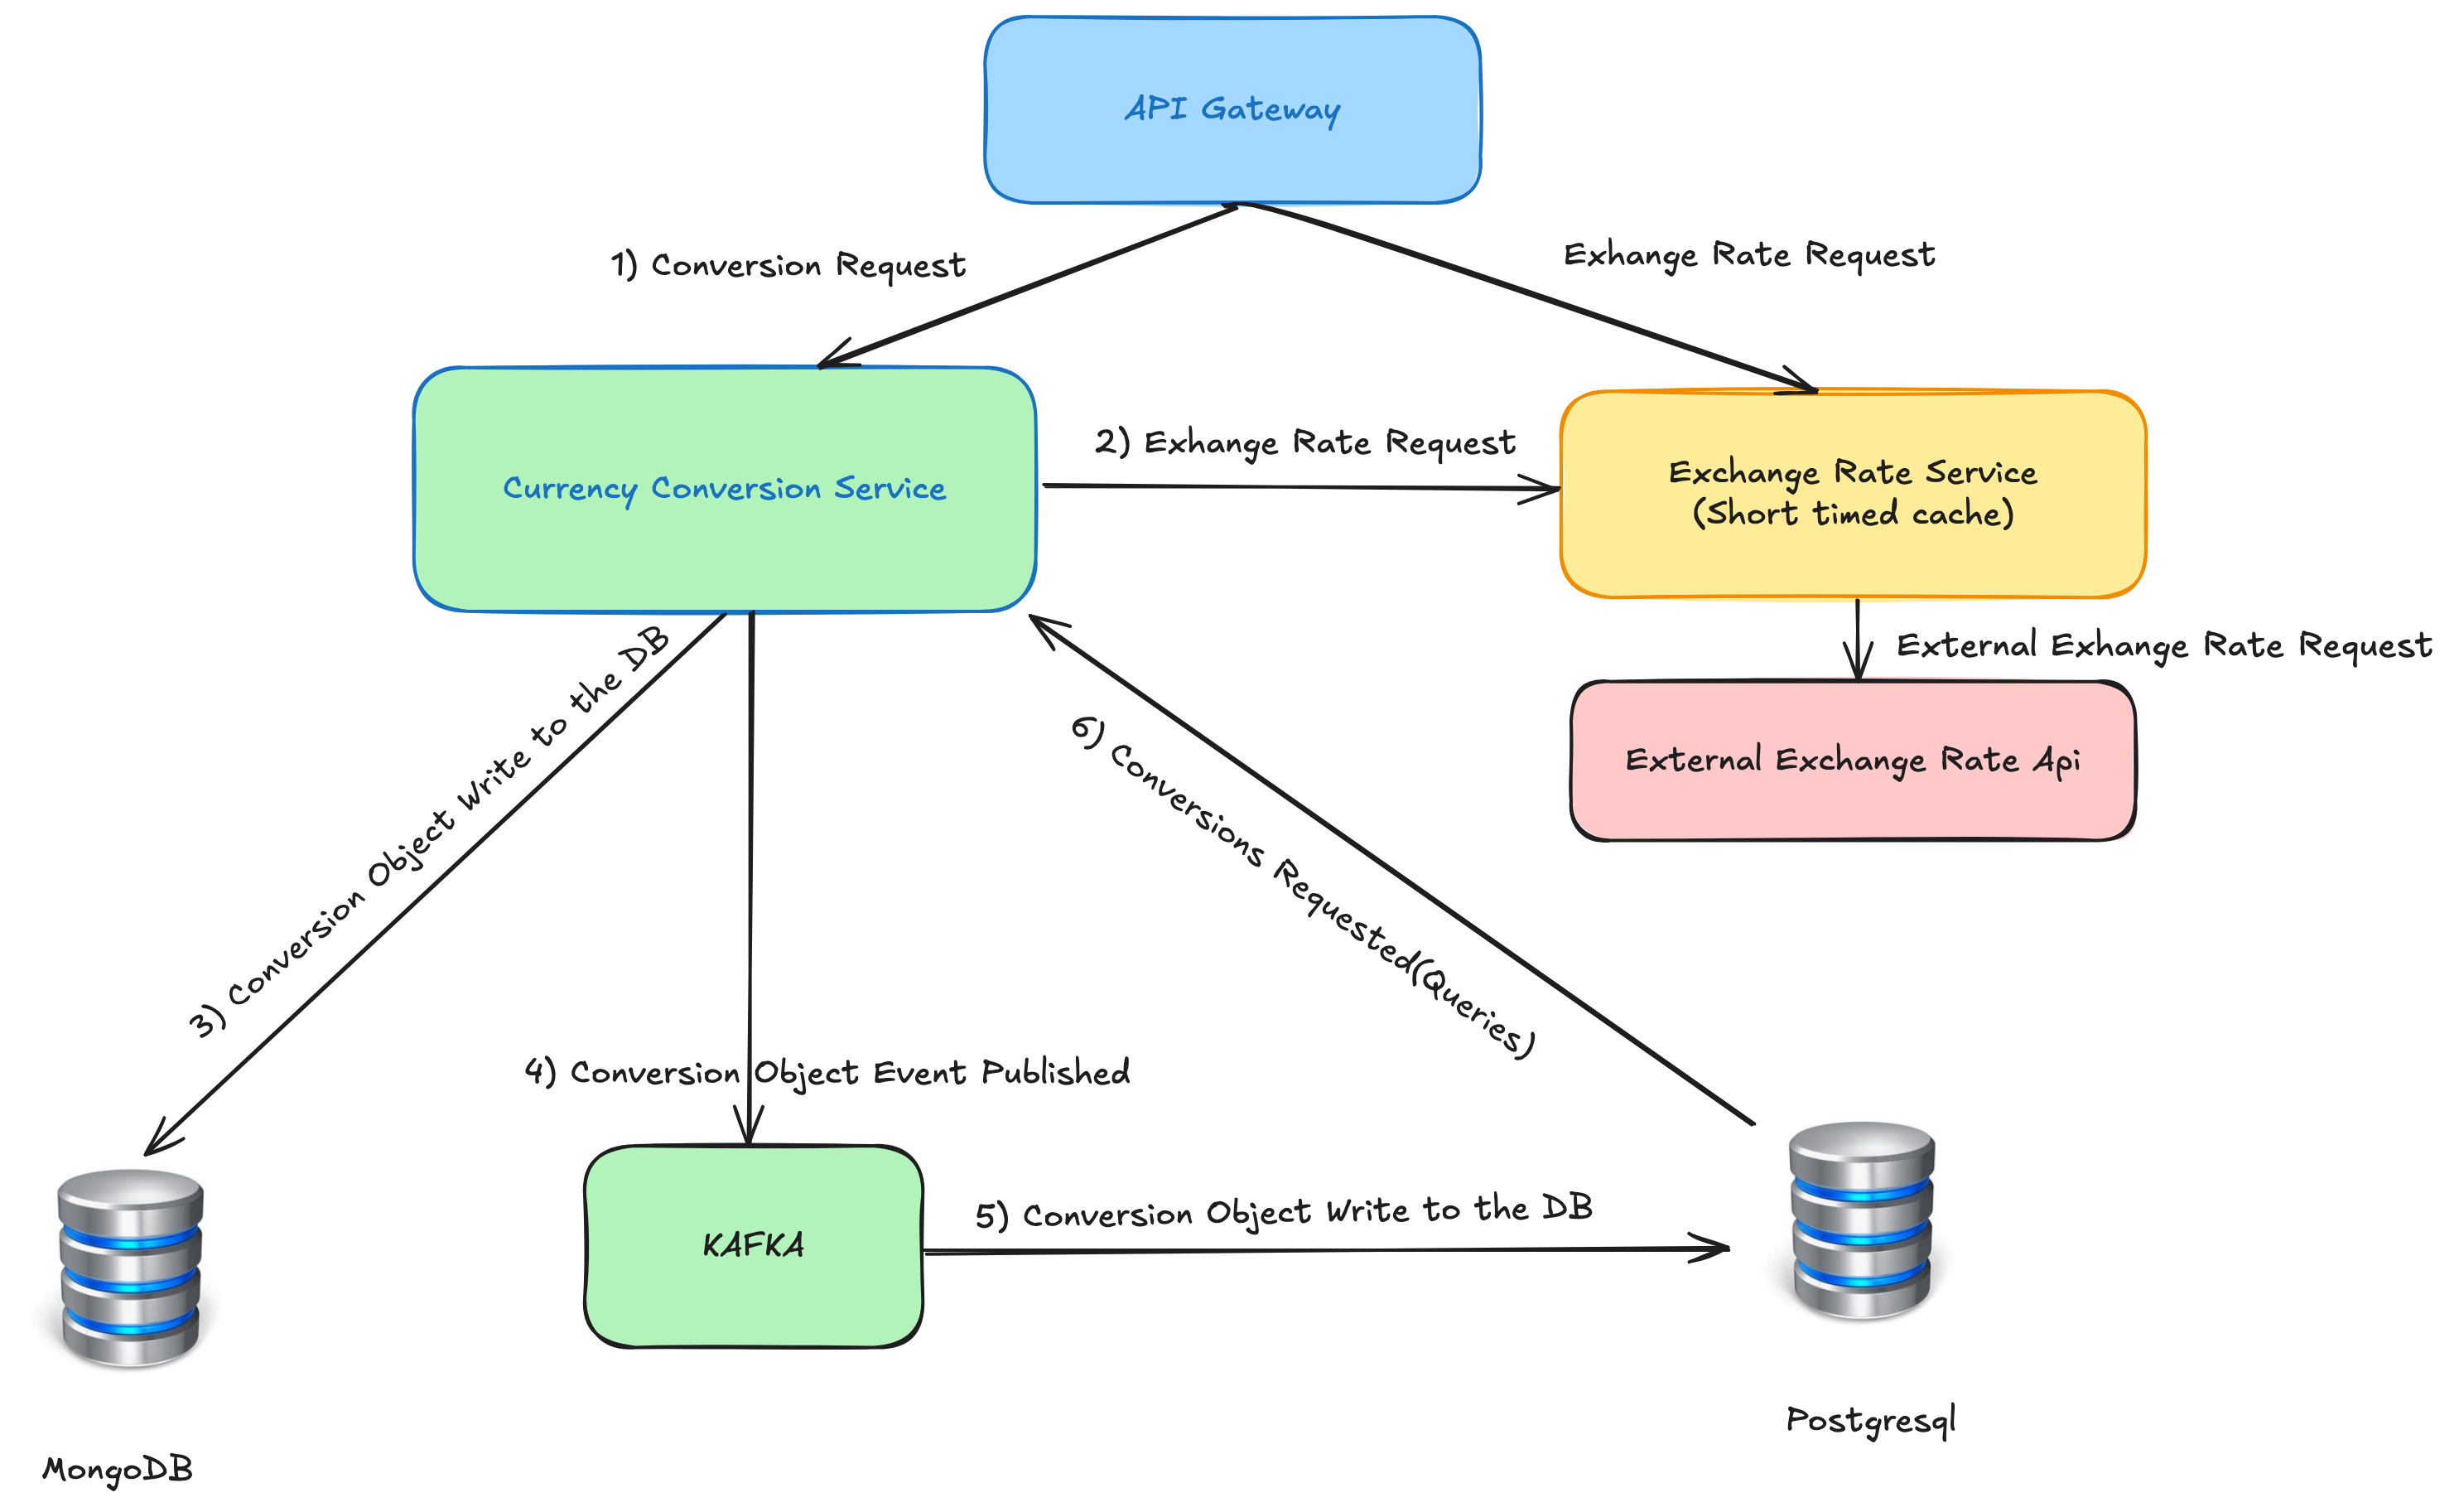 API Gateway
1) Conversion Request
Exhange Rate Request
2) Exhange Rate Request
Currency Conversion Service
Exchange Rate Service
(Short timed cache)
External Exhange Rate Request
External Exchange Rate Api
3) Conversion Object Write to the DB
6) Conversions Requested(Queries)
4) Conversion Object Event Published
KAFKA
5) Conversion Object Write to the DB
Postgresql
MongoDB